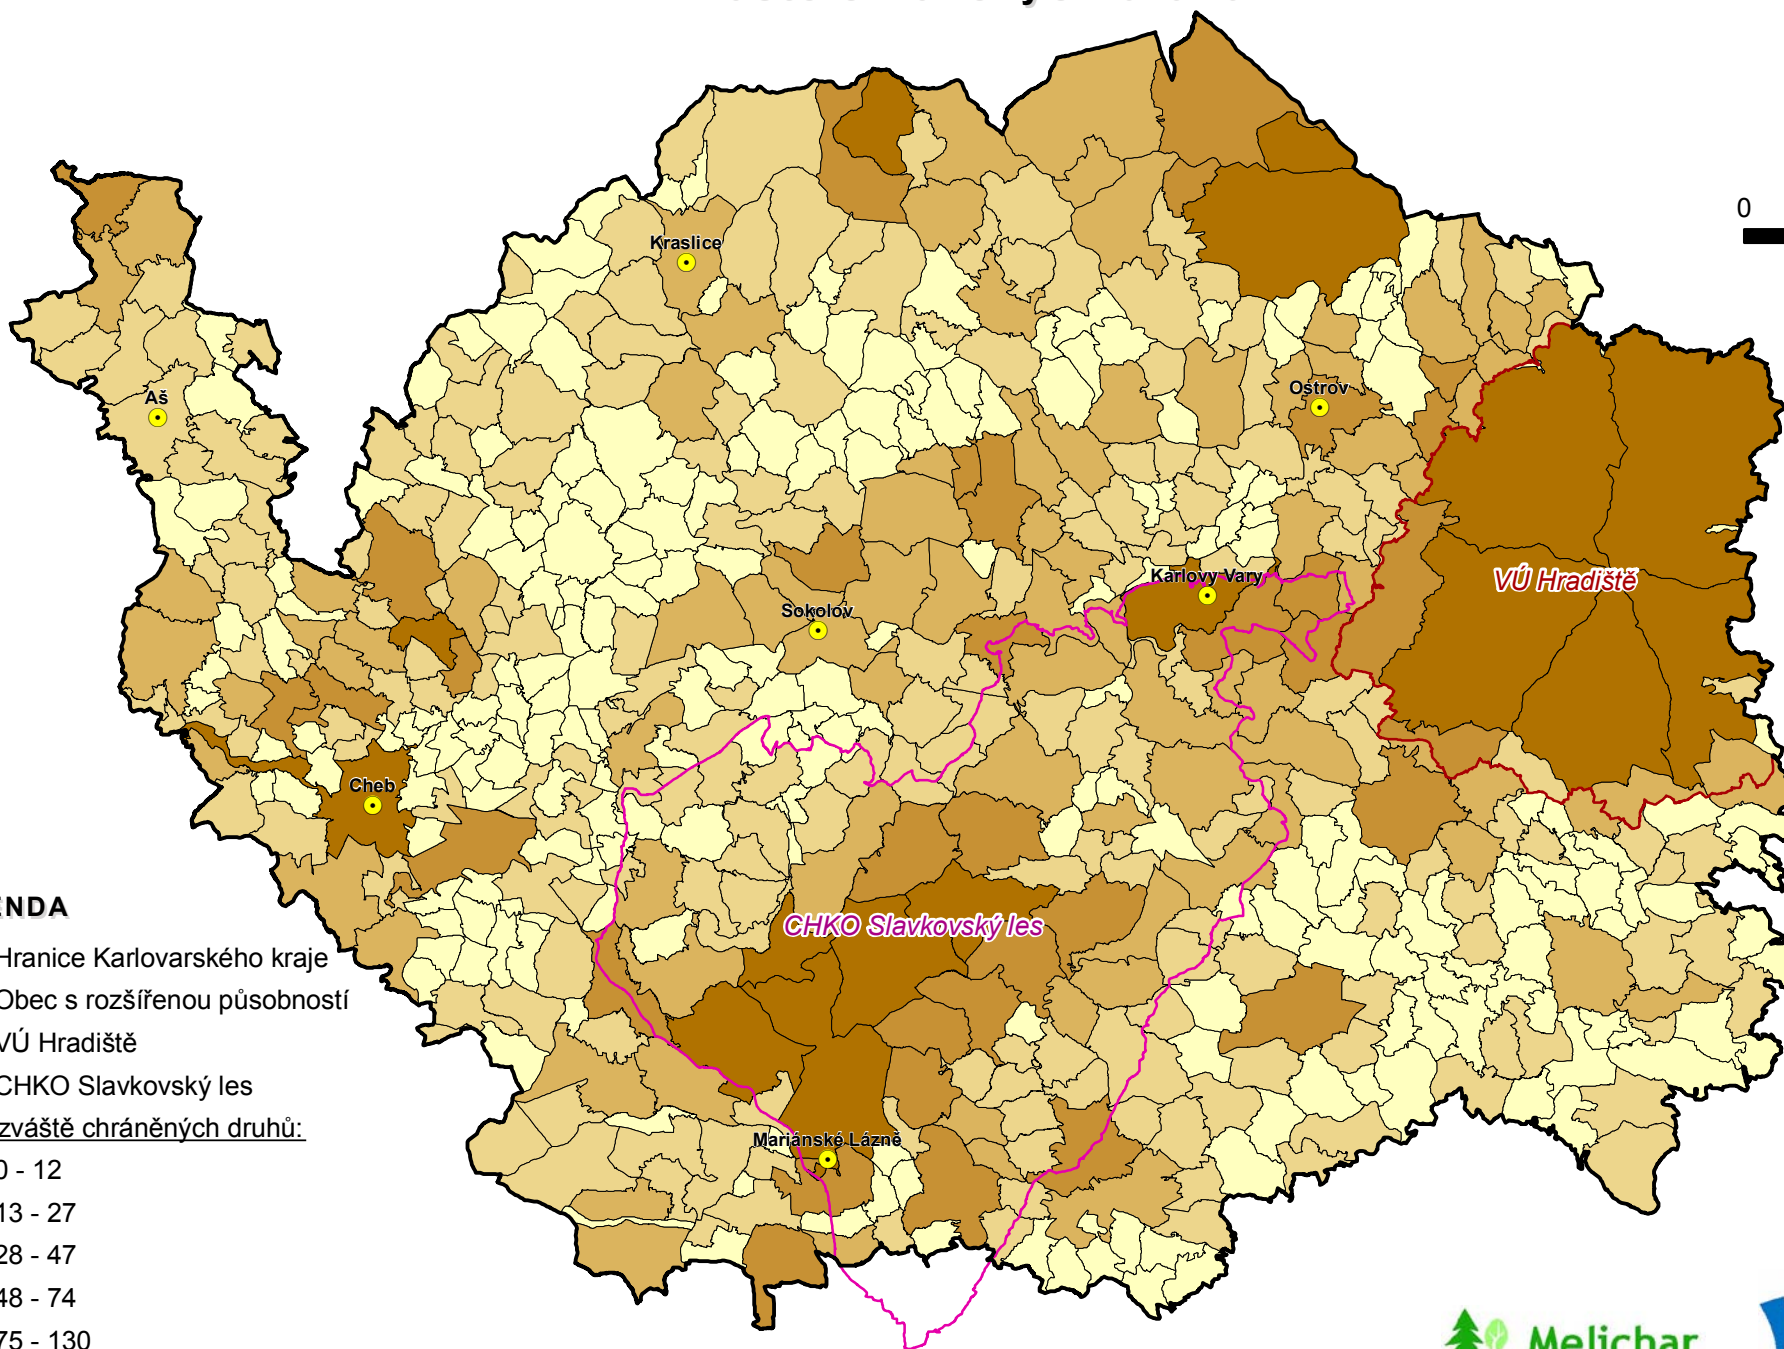 0
Kraslice
Aš
Ostrov
Karlovy Vary
VÚ Hradiště
Sokolov
Cheb
CHKO Slavkovský les
Mariánské Lázně
NDA
Hranice Karlovarského kraje
Obec s rozšířenou působností
VÚ Hradiště
CHKO Slavkovský les
zváště chráněných druhů:
0 - 12
13 - 27
28 - 47
48 - 74
75 - 130
Melichar